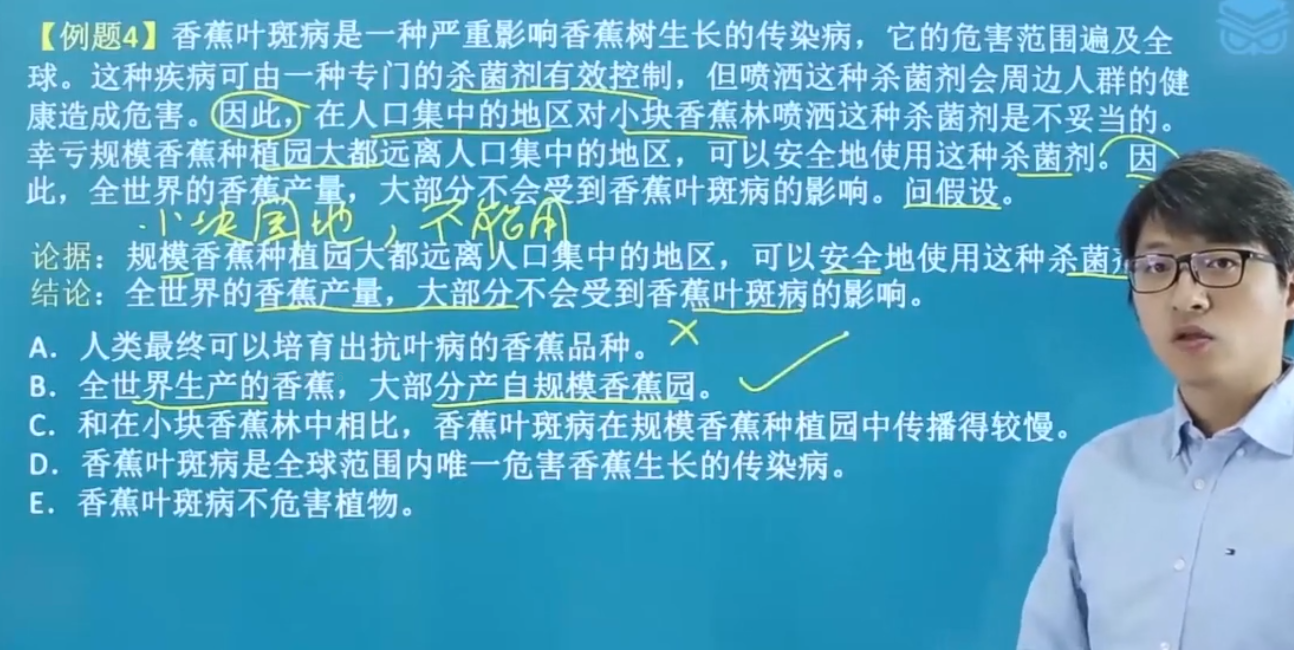 【例题4】香蕉叶斑病是一种严重影响香蕉树生长的传染病，它的危害范围遍及全
球。这种疾病可由一种专门的杀菌剂有效控制，但喷洒这种杀菌剂会周边人群的健
康造成危害。因此，在人口集中的地区对小块香蕉林喷洒这种杀菌剂是不妥当的。
幸亏规模香蕉种植园大都远离人口集中的地区，可以安全地使用这种杀菌剂。因
此，全世界的香蕉产量，大部分不会受到香蕉叶斑病的影响。问假设。
小块园地，不能用
论据：规模香蕉种植园大都远离人口集中的地区，可以安全地使用这种杀菌
结论：全世界的香蕉产量，大部分不会受到香蕉叶斑病的影响。
A. 人类最终可以培育出抗叶病的香蕉品种。
B. 全世界生产的香蕉，大部分产自规模香蕉园。
C. 和在小块香蕉林中相比，香蕉叶斑病在规模香蕉种植园中传播得较慢。
D. 香蕉叶斑病是全球范围内唯一危害香蕉生长的传染病。
E. 香蕉叶斑病不危害植物。